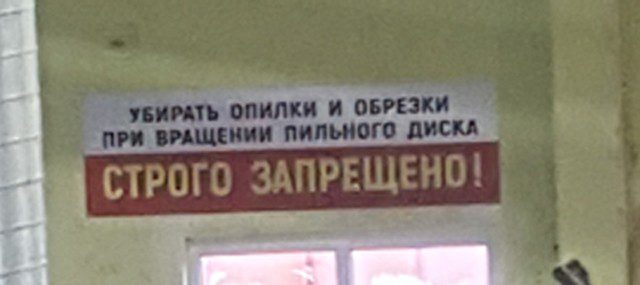 УБИРАТЬ ОПИЛКИ И ОБРЕЗКИ
ПРИ ВРАЩЕНИИ ПИЛЬНОГО ДИСКА
СТРОГО ЗАПРЕЩЕНО!